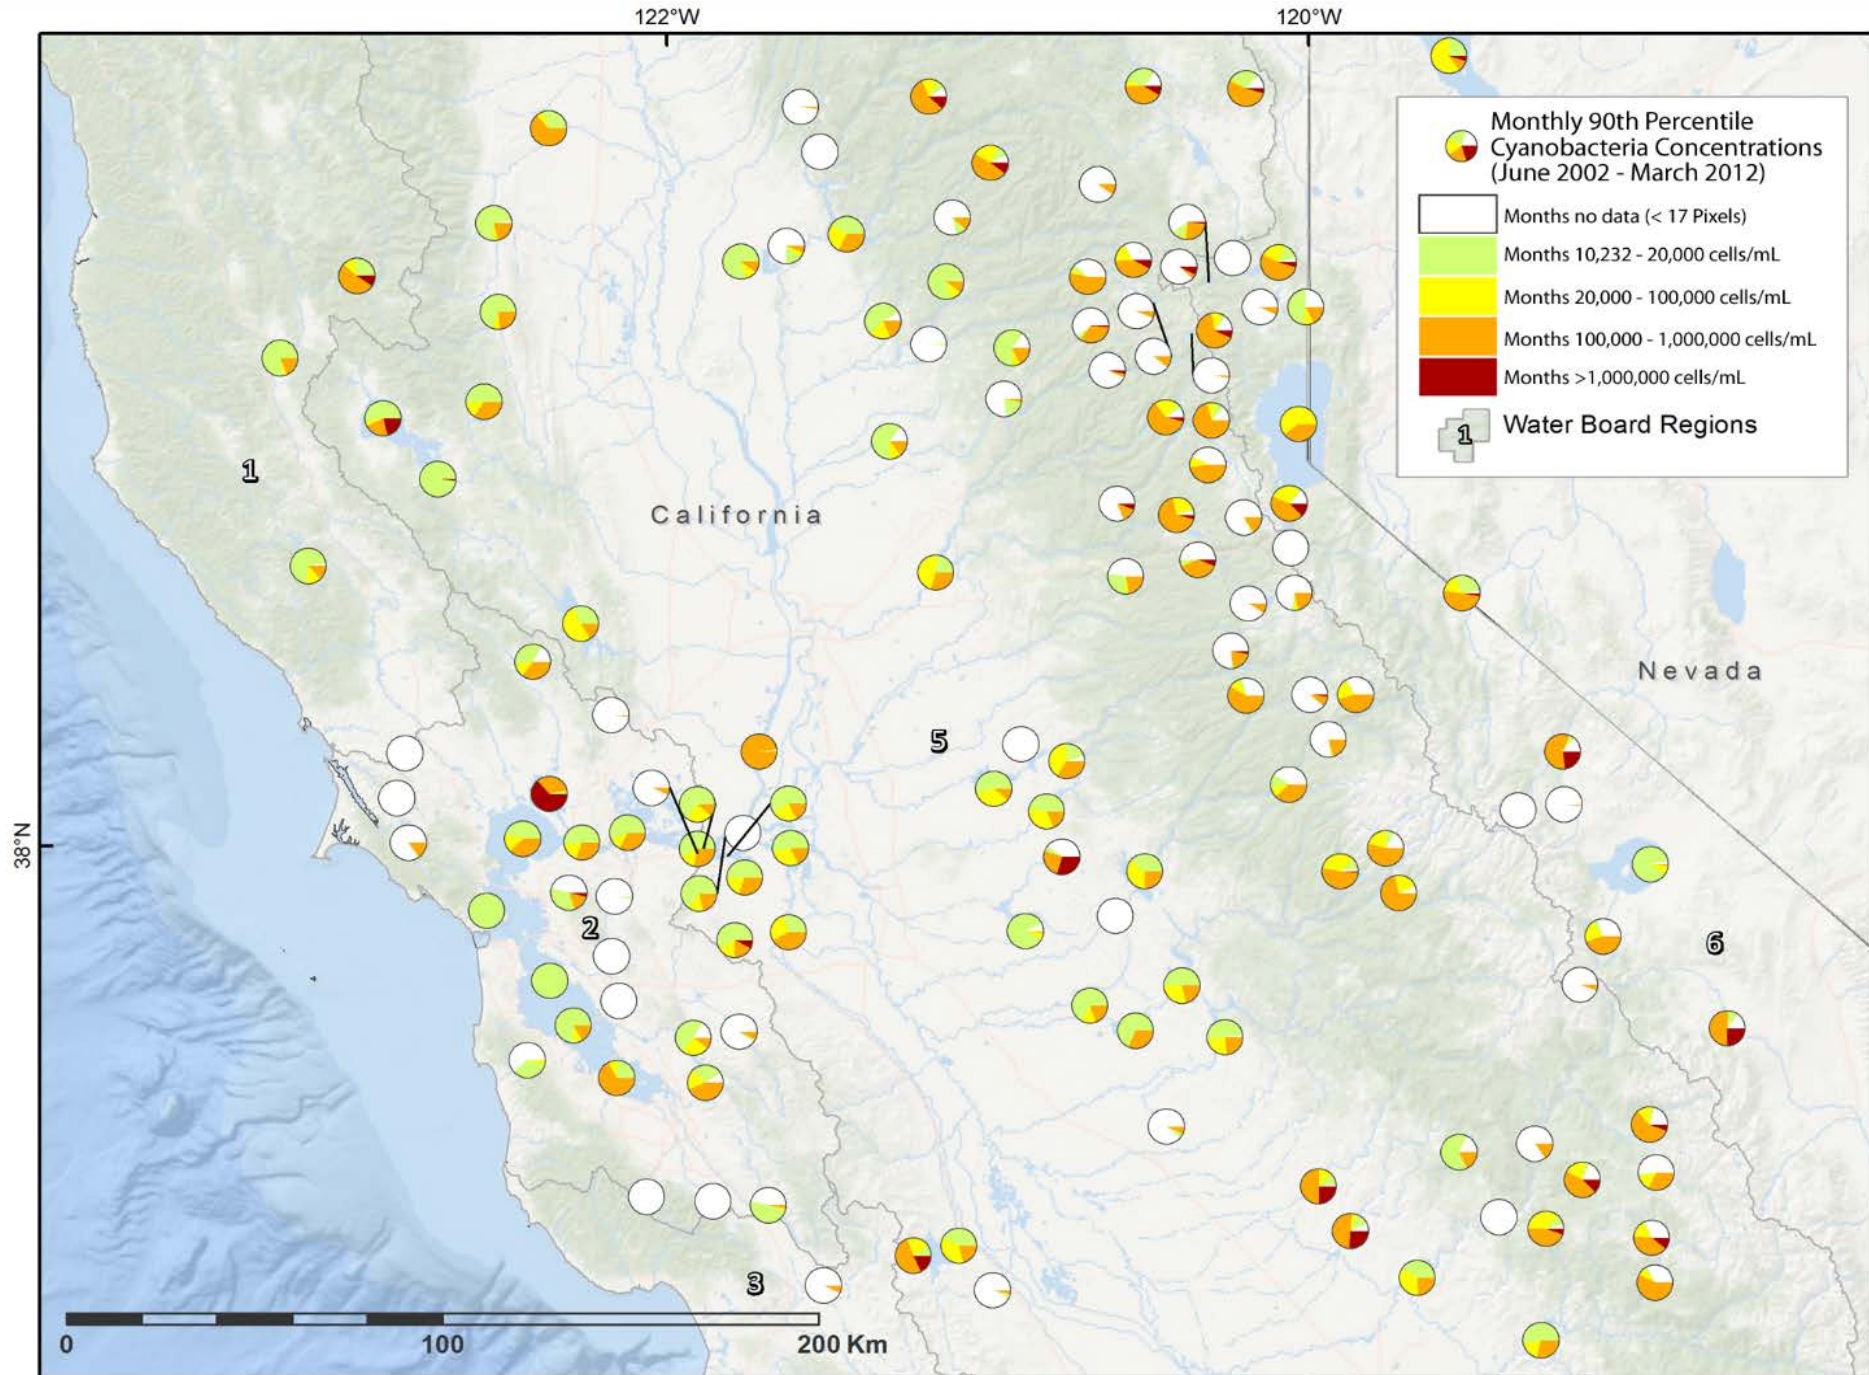 122°W
120°W
Monthly 90th Percentile
Cyanobacteria Concentrations
(June 2002 - March 2012)
Months no data (< 17 Pixels)
Months 10,232 - 20,000 cells/mL
Months 20,000 - 100,000 cells/mL
Months 100,000 - 1,000,000 cells/mL
Months >1,000,000 cells/mL
1
Water Board Regions
1
California
Nevada
5
38°N
2
6
3
0
100
200 Km